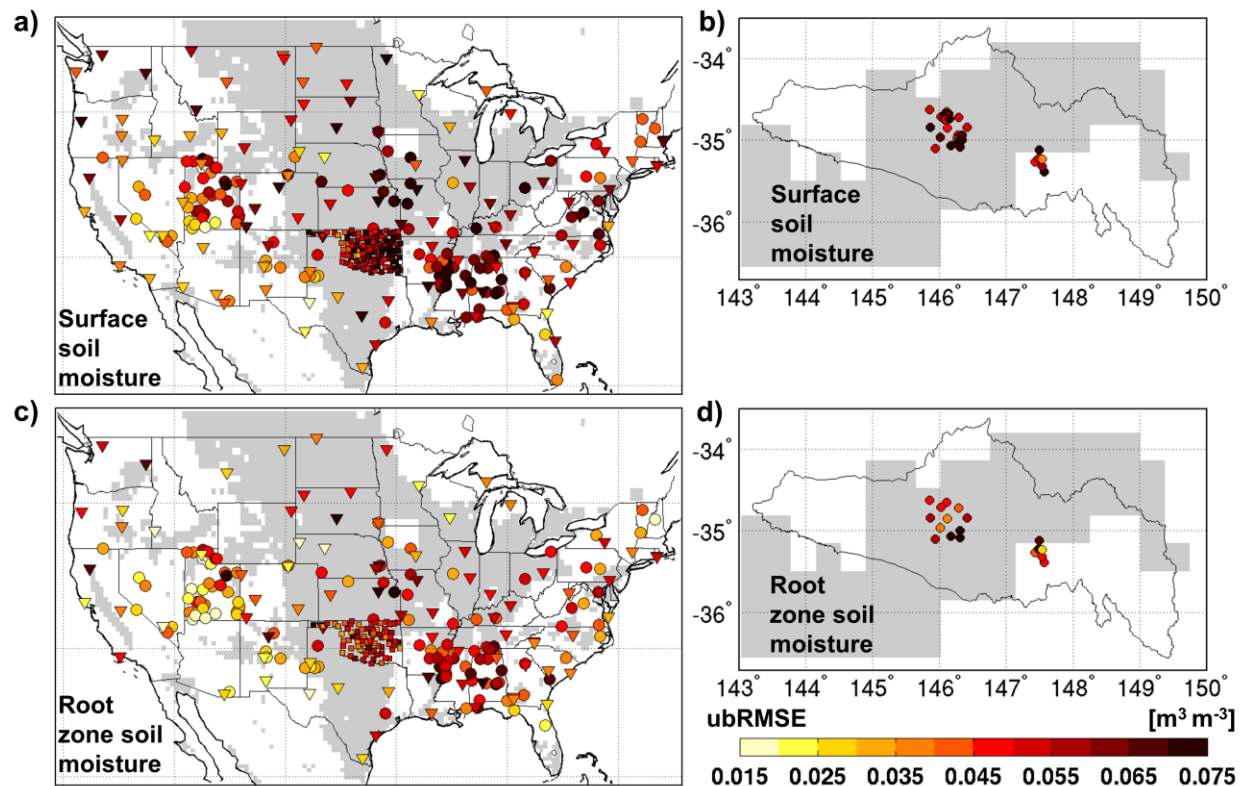 a)
Surface
soil
moisture
b)
-34°
-35°
-36°
Surface
soil
moisture
143° 144° 145° 146° 147° 148° 149° 150°
c)
Root
zone soil
moisture
d)
-34°
-35°
-36°
Root
zone soil
moisture
143° 144° 145° 146° 147° 148° 149° 150°
ubRMSE [m³ m⁻³]
0.015 0.025 0.035 0.045 0.055 0.065 0.075